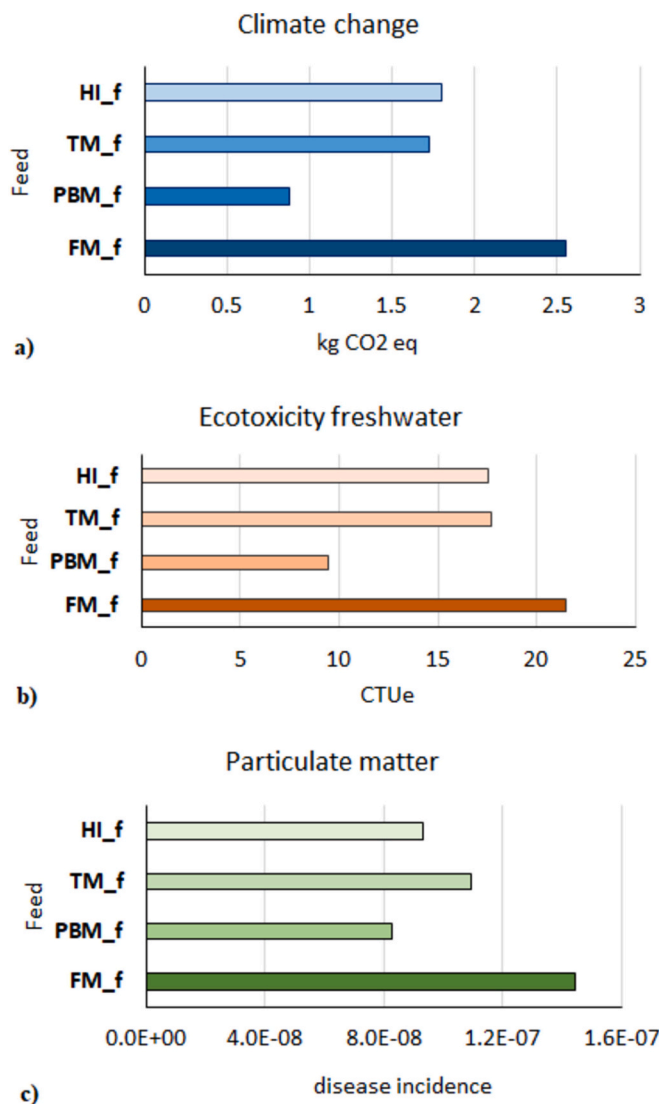 Climate change
HI_f
TM_f
PBM_f
FM_f
Feed
0 0.5 1 1.5 2 2.5 3
kg CO2 eq
a)
Ecotoxicity freshwater
HI_f
TM_f
PBM_f
FM_f
Feed
0 5 10 15 20 25
CTUe
b)
Particulate matter
HI_f
TM_f
PBM_f
FM_f
Feed
0.0E+00 4.0E-08 8.0E-08 1.2E-07 1.6E-07
disease incidence
c)